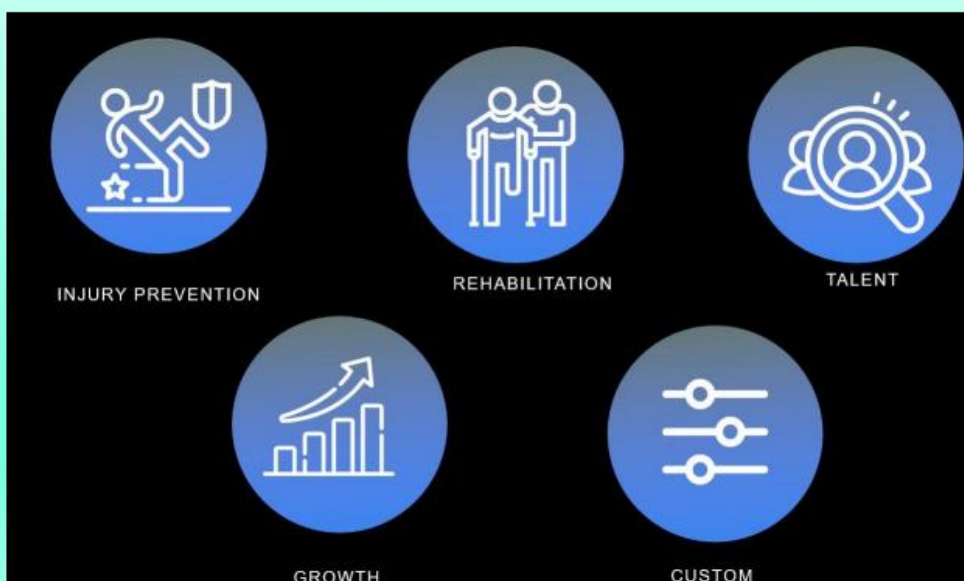 INJURY PREVENTION
REHABILITATION
TALENT
GROWTH
CUSTOM